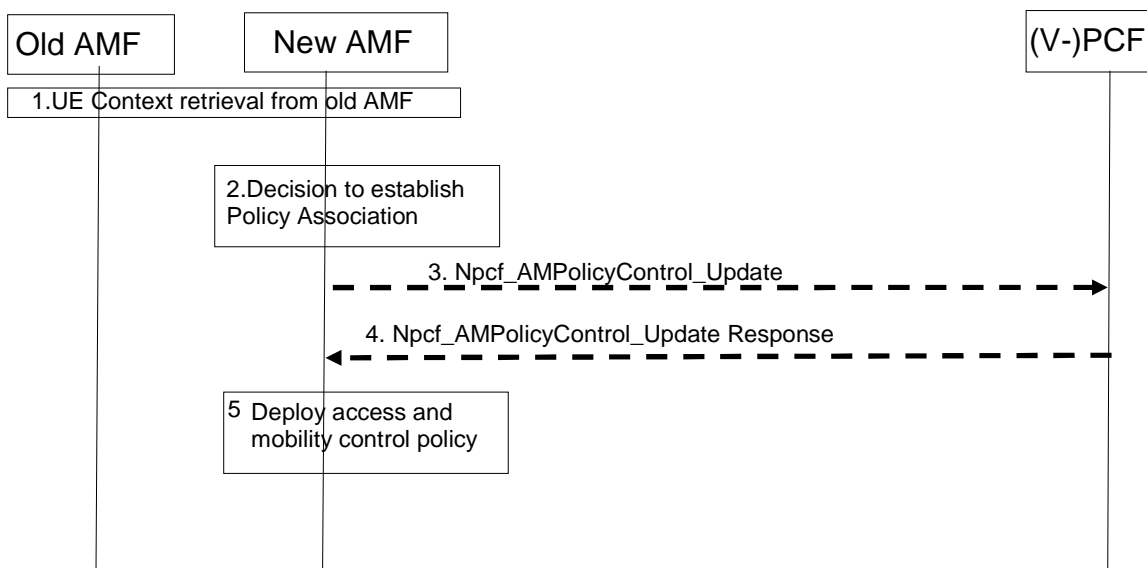 Old AMF
New AMF
(V-)PCF
1.UE Context retrieval from old AMF
2.Decision to establish
Policy Association
3. Npcf_AMPolicyControl_Update
4. Npcf_AMPolicyControl_Update Response
5 Deploy access and
mobility control policy